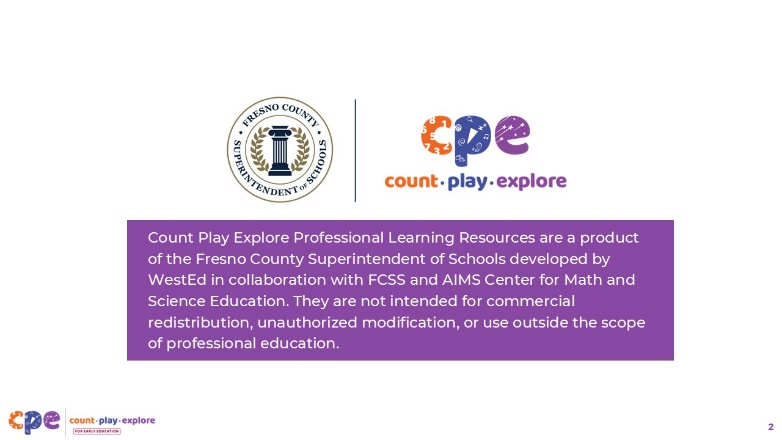 FRESNO COUNTY
SUPERINTENDENT OF SCHOOLS
cpe
count·play·explore
Count Play Explore Professional Learning Resources are a product
of the Fresno County Superintendent of Schools developed by
WestEd in collaboration with FCSS and AIMS Center for Math and
Science Education. They are not intended for commercial
redistribution, unauthorized modification, or use outside the scope
of professional education.
cpe
count·play·explore
FOR EARLY EDUCATION
2